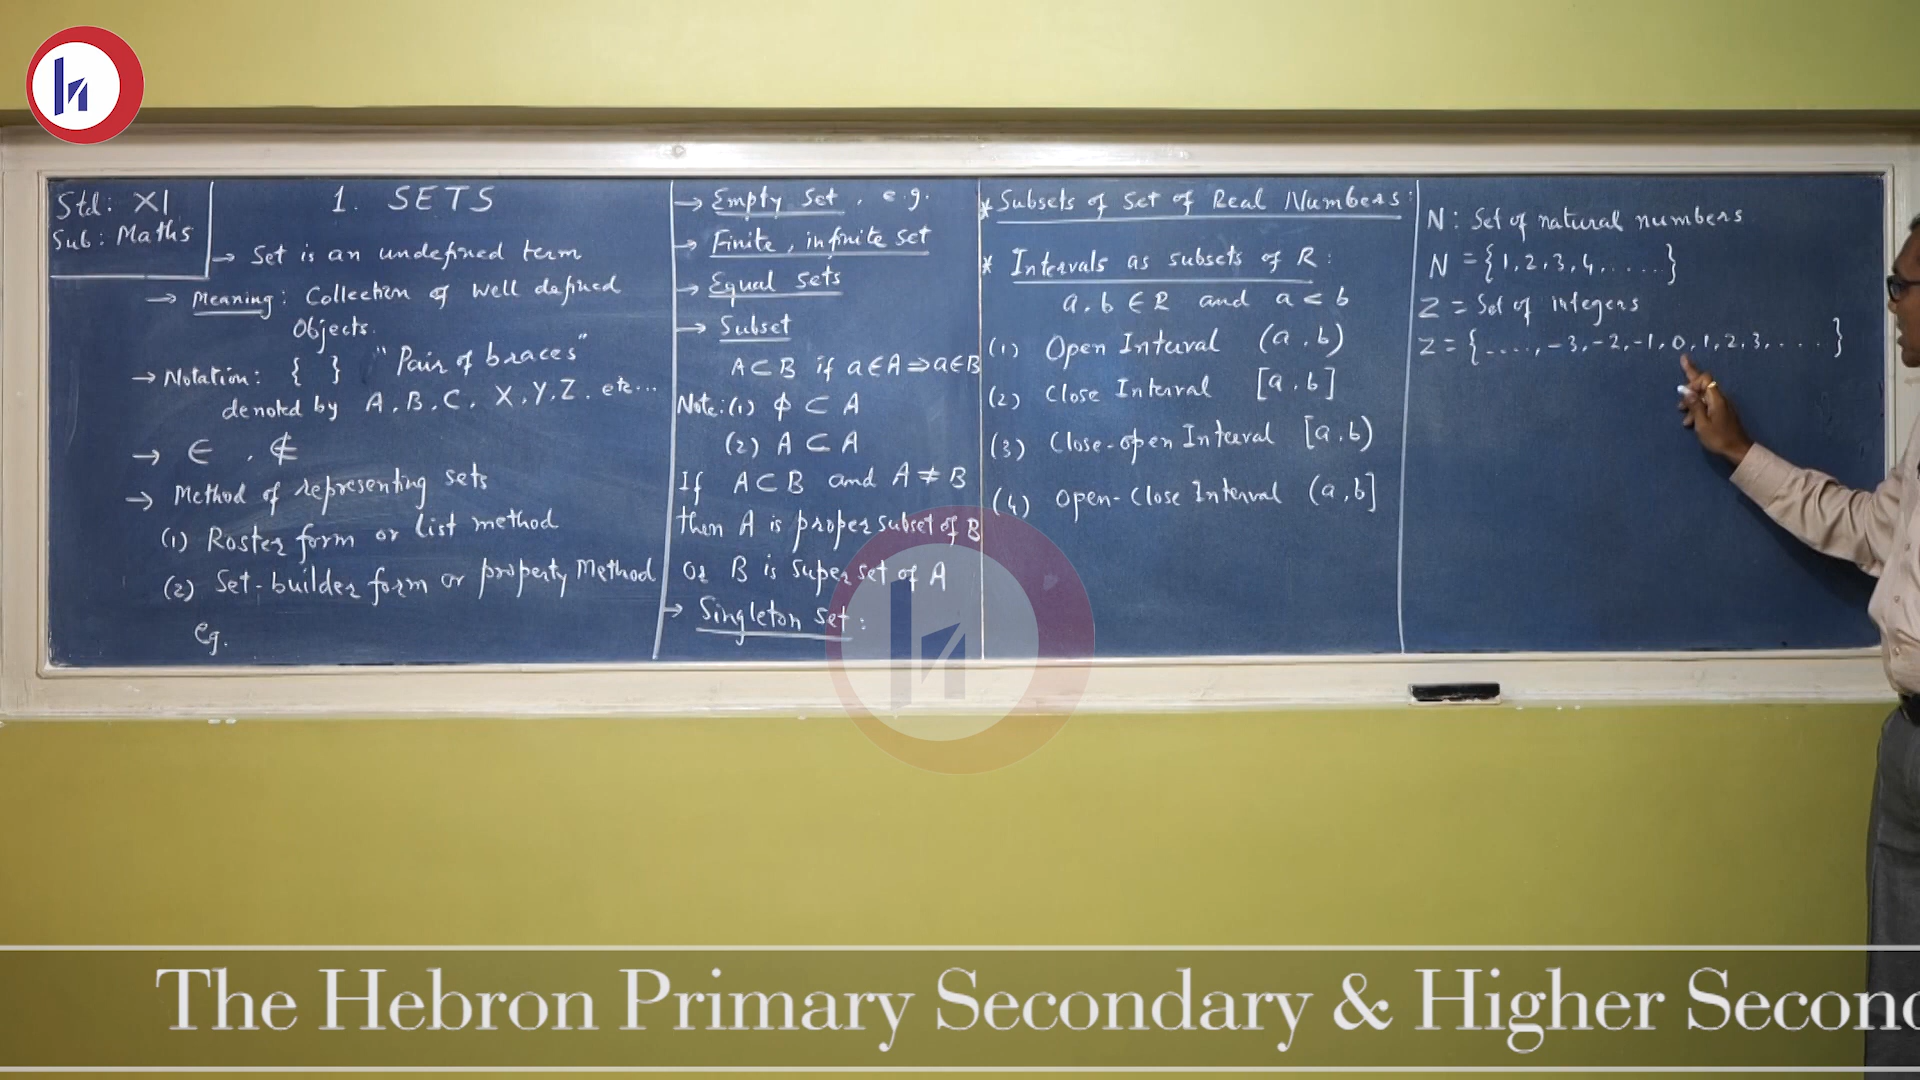 Std: XI
Sub: Maths
1. SETS
→ Set is an undefined term
→ Meaning: Collection of well defined
Objects.
→ Notation: { } "Pair of braces"
denoted by A, B, C, X, Y, Z. etc...
→ ∈ , ∉
→ Method of representing sets
(1) Roster form or list method
(2) Set-builder form or property Method
eg.
→ Empty set, e.g.
→ Finite, infinite set
→ Equal sets
→ Subset
A⊂B if a∈A⇒a∈B
Note:(1) ϕ ⊂ A
(2) A ⊂ A
If A⊂B and A≠B
then A is proper subset of B
or B is super set of A
→ Singleton set:
* Subsets of Set of Real Numbers:
* Intervals as subsets of R:
a, b ∈ R and a < b
(1) Open Interval (a, b)
(2) Close Interval [a, b]
(3) Close-open Interval [a, b)
(4) Open-Close Interval (a, b]
N: Set of natural numbers
N = {1, 2, 3, 4, .....}
Z = Set of integers
Z = {....., -3, -2, -1, 0, 1, 2, 3, .....}
The Hebron Primary Secondary & Higher Secon